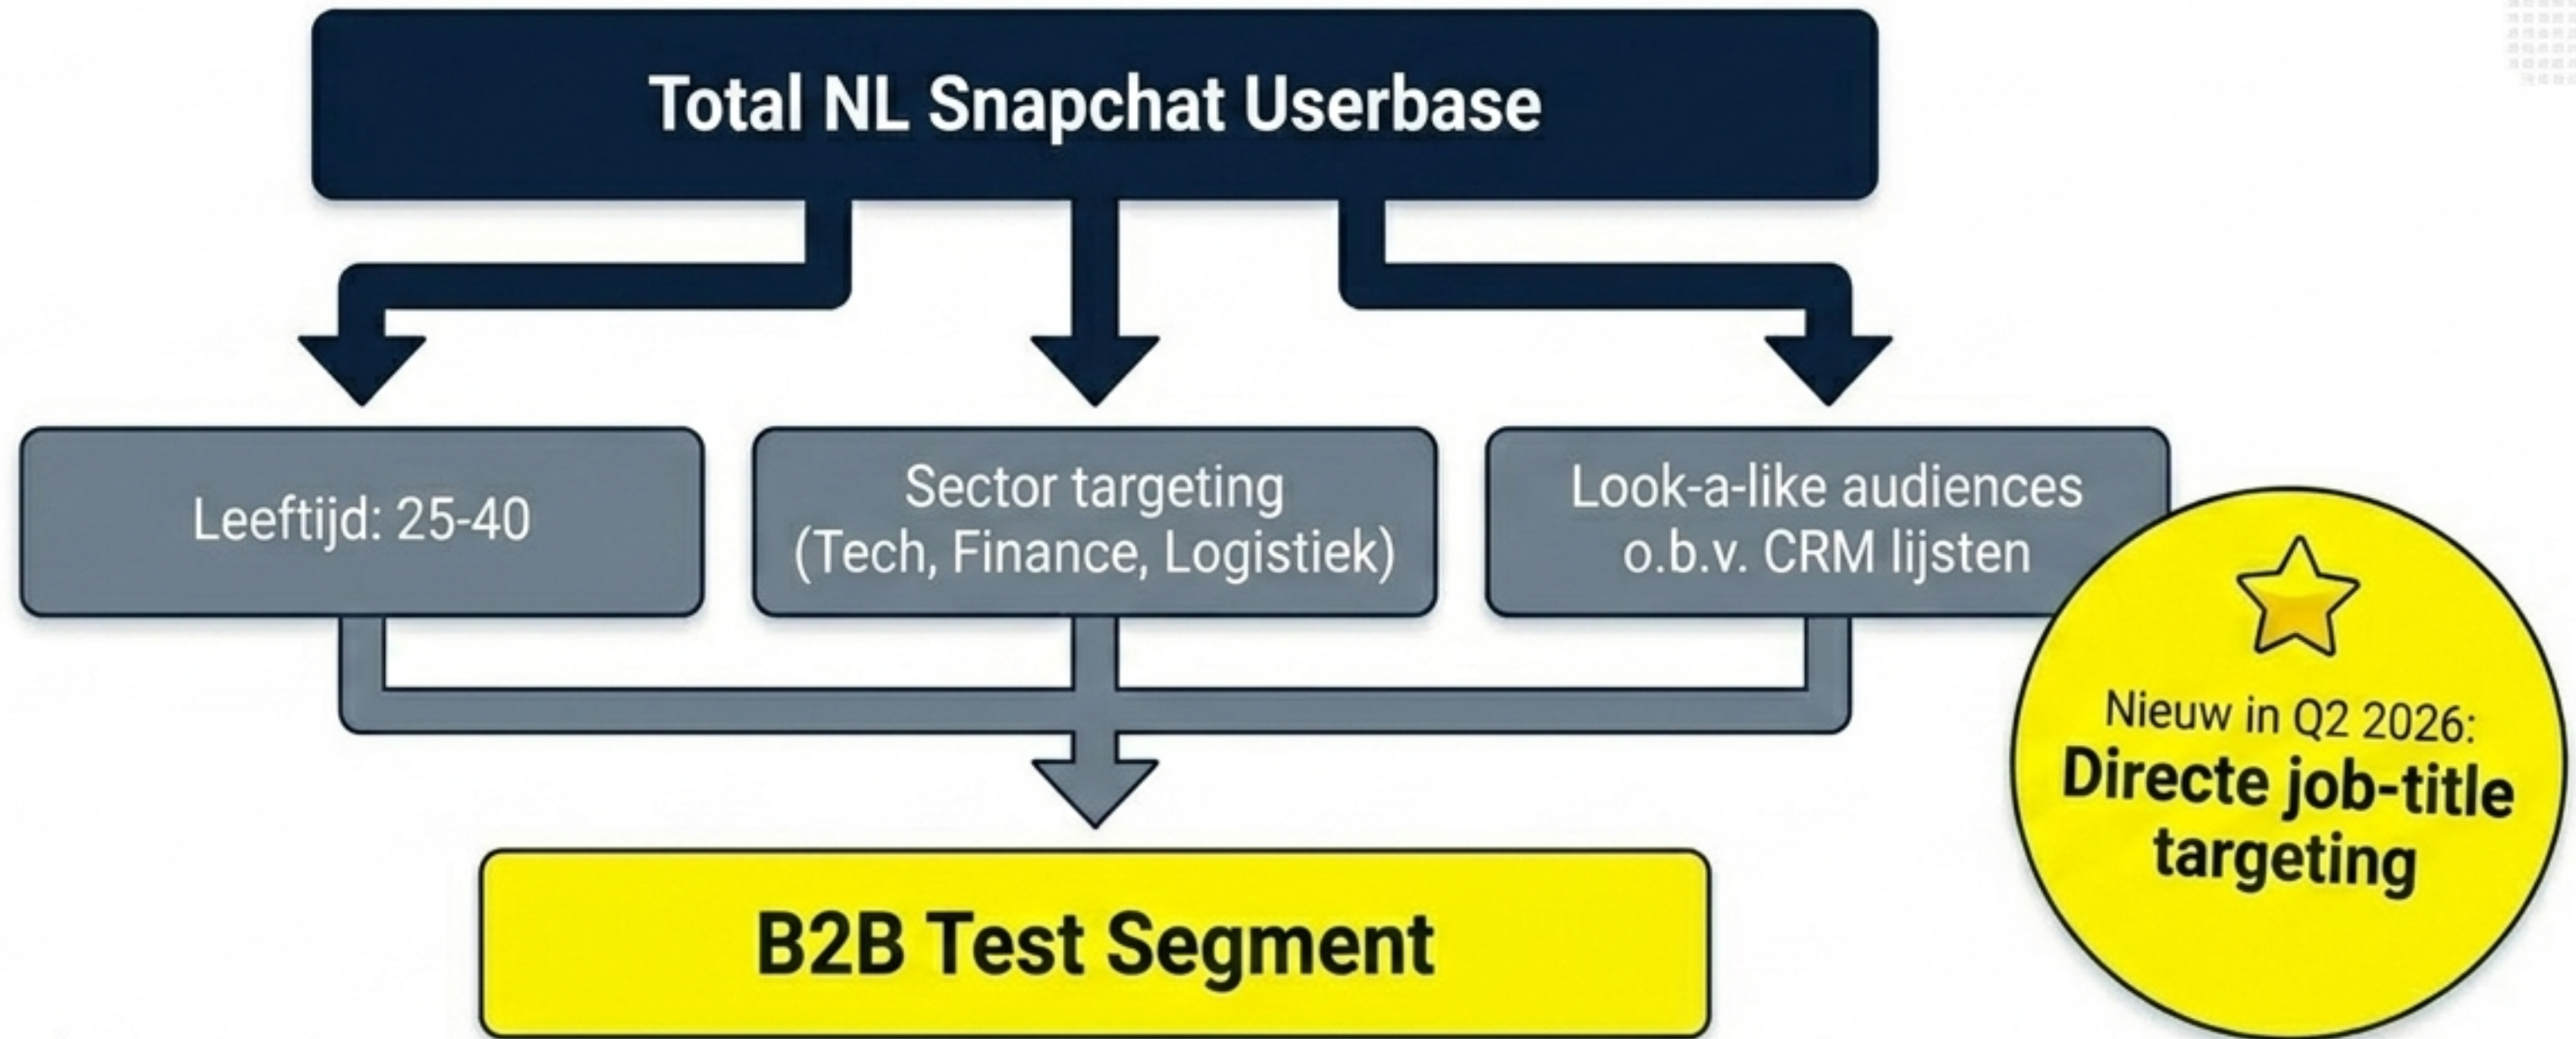 Total NL Snapchat Userbase
Leeftijd: 25-40
Sector targeting
(Tech, Finance, Logistiek)
Look-a-like audiences
o.b.v. CRM lijsten
Nieuw in Q2 2026:
Directe job-title
targeting
B2B Test Segment